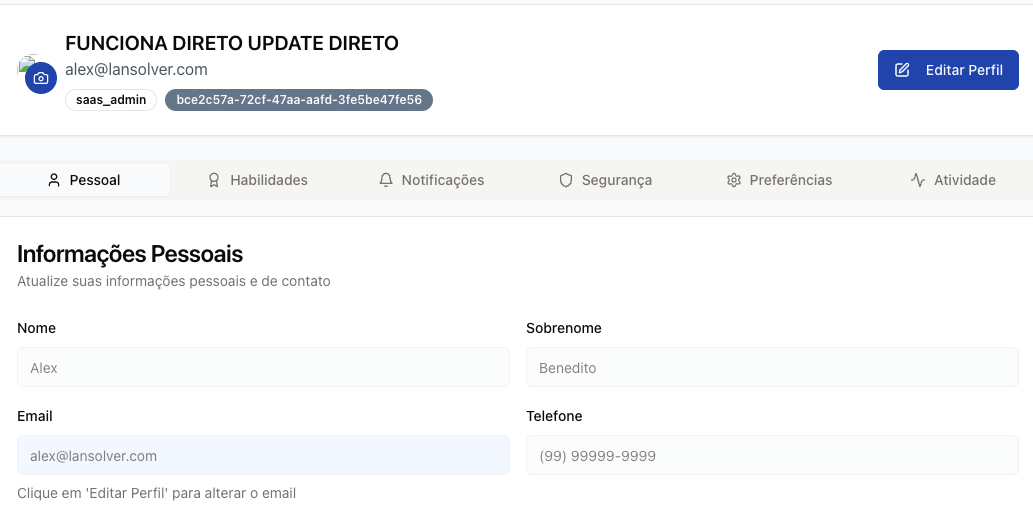 FUNCIONA DIRETO UPDATE DIRETO
alex@lansolver.com
saas_admin bce2c57a-72cf-47aa-aafd-3fe5be47fe56
Editar Perfil
Pessoal Habilidades Notificações Segurança Preferências Atividade
Informações Pessoais
Atualize suas informações pessoais e de contato
Nome Sobrenome
Alex Benedito
Email Telefone
alex@lansolver.com (99) 99999-9999
Clique em 'Editar Perfil' para alterar o email